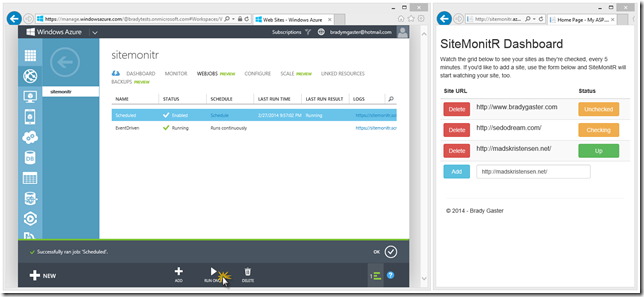 https://manage.windowsazure.com/@bradytests.onmicrosoft.com#Workspaces/V
Web Sites - Windows Azure
Windows Azure
Subscriptions
bradymgaster@hotmail.com
sitemonitr
sitemonitr
DASHBOARD MONITOR WEBJOBS PREVIEW CONFIGURE SCALE PREVIEW LINKED RESOURCES
BACKUPS PREVIEW
NAME STATUS SCHEDULE LAST RUN TIME LAST RUN RESULT LOGS
Scheduled Enabled Schedule 2/27/2014 9:57:02 PM Running https://sitemonitr.az
EventDriven Running Runs continuously https://sitemonitr.az
Successfully ran job: 'Scheduled'.
OK
NEW
ADD
RUN ONCE
DELETE
1
?
http://sitemonitr.az
Home Page - My ASP....
SiteMonitR Dashboard
Watch the grid below to see your sites as they're checked, every 5
minutes. If you'd like to add a site, use the form below and SiteMonitR will
start watching your site, too.
Site URL Status
Delete http://www.bradygaster.com Unchecked
Delete http://sedodream.com/ Checking
Delete http://madskristensen.net/ Up
Add http://madskristensen.net/
© 2014 - Brady Gaster